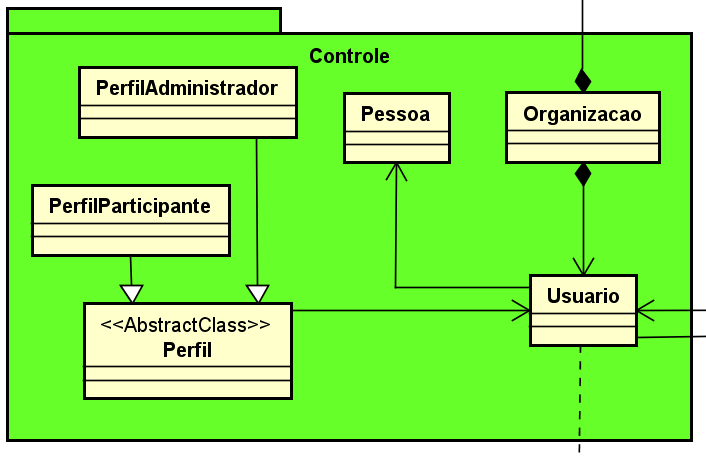 Controle
PerfilAdministrador
Pessoa
Organizacao
PerfilParticipante
Usuario
<<AbstractClass>>
Perfil